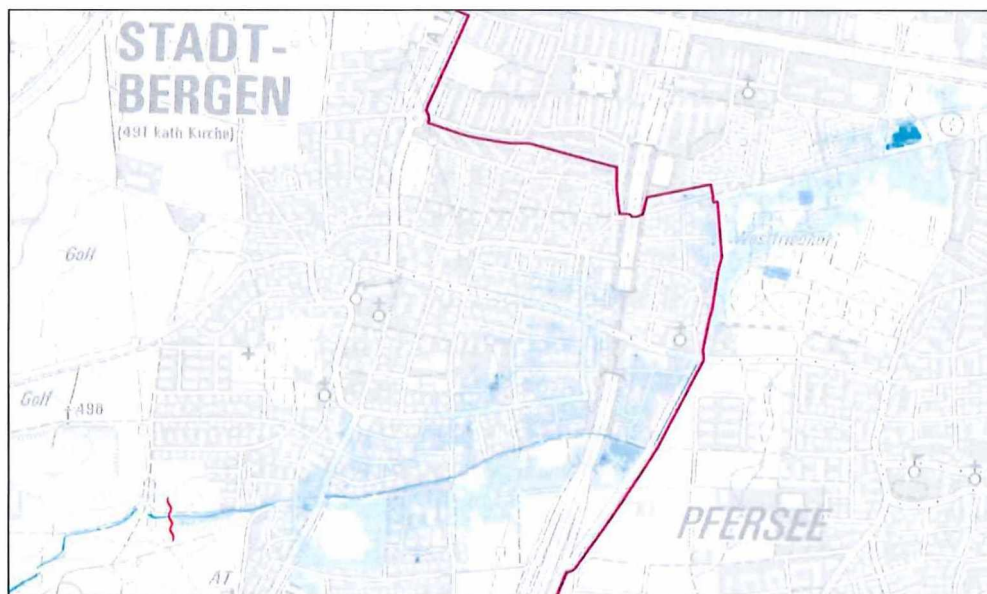 STADT-
BERGEN
(491 kath Kirche)
Golf
Westfriedhof
Golf
498
PFERSEE
AT